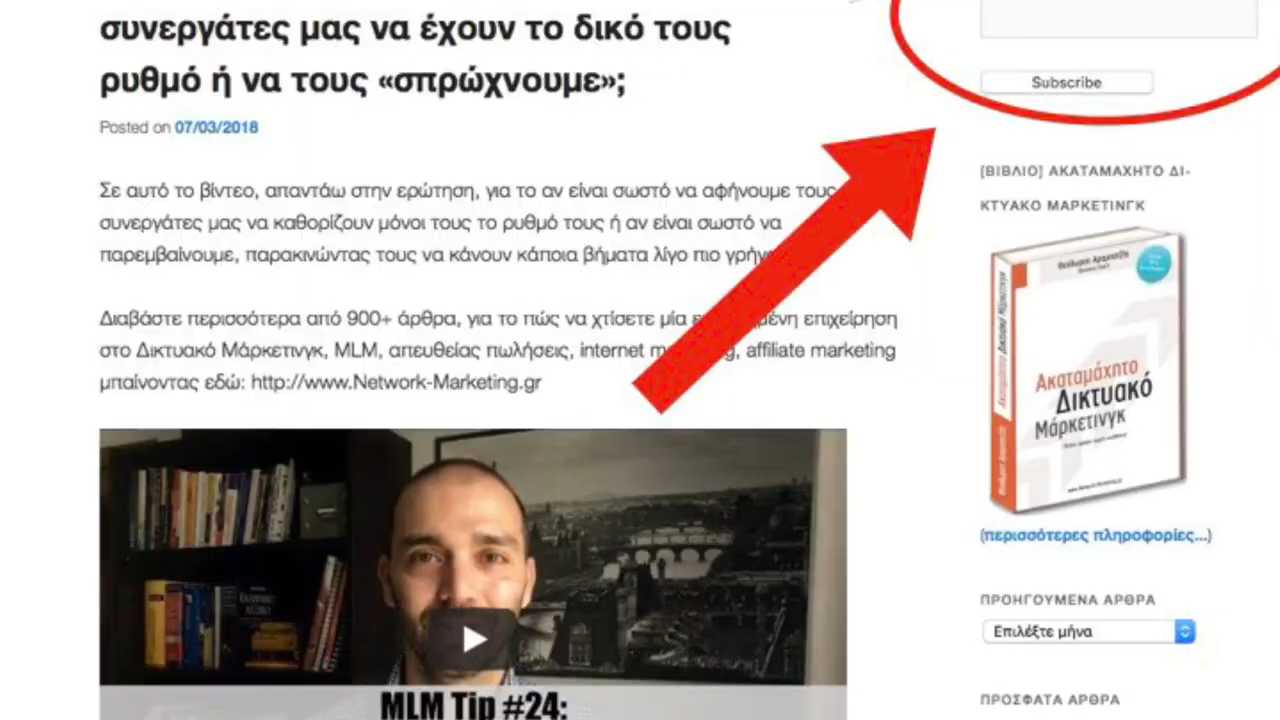 συνεργάτες μας να έχουν το δικό τους
ρυθμό ή να τους «σπρώχνουμε»;
Posted on 07/03/2018
Σε αυτό το βίντεο, απαντάω στην ερώτηση, για το αν είναι σωστό να αφήνουμε τους
συνεργάτες μας να καθορίζουν μόνοι τους το ρυθμό τους ή αν είναι σωστό να
παρεμβαίνουμε, παρακινώντας τους να κάνουν κάποια βήματα λίγο πιο
Διαβάστε περισσότερα από 900+ άρθρα, για το πώς να χτίσετε μία επιχείρηση
στο Δικτυακό Μάρκετινγκ, MLM, απευθείας πωλήσεις, internet affiliate marketing
μπαίνοντας εδώ: http://www.Network-Marketing.gr
MLM Tip #24:
Subscribe
[ΒΙΒΛΙΟ] ΑΚΑΤΑΜΑΧΗΤΟ ΔΙ-
ΚΤΥΑΚΟ ΜΑΡΚΕΤΙΝΓΚ
Ακαταμάχητο
Δικτυακό
Μάρκετινγκ
(περισσότερες πληροφορίες...)
ΠΡΟΗΓΟΥΜΕΝΑ ΑΡΘΡΑ
Επιλέξτε μήνα
ΠΡΟΣΦΑΤΑ ΑΡΘΡΑ